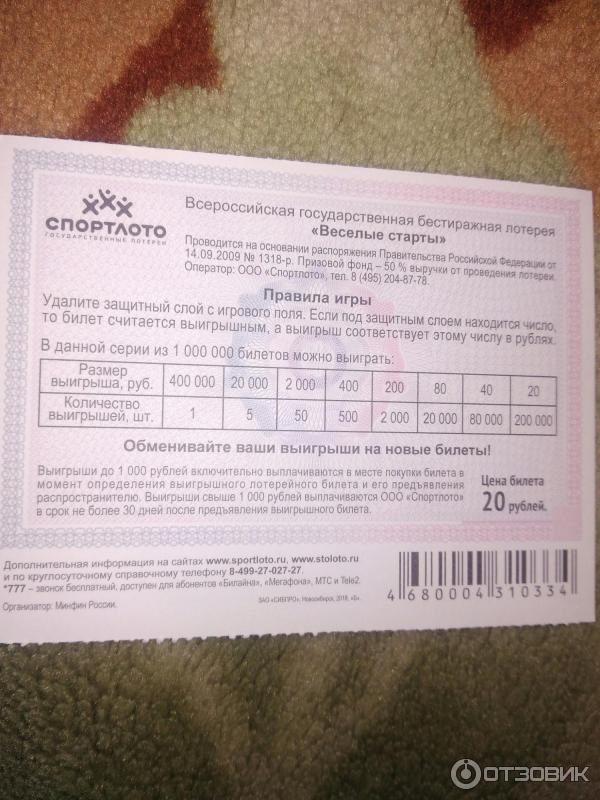 СПОРТЛОТО
ГОСУДАРСТВЕННЫЕ ЛОТЕРЕИ
Всероссийская государственная бестиражная лотерея
«Веселые старты»
Проводится на основании распоряжения Правительства Российской Федерации от
14.09.2009 № 1318-р. Призовой фонд – 50 % выручки от проведения лотереи.
Оператор: ООО «Спортлото», тел. 8 (495) 204-87-78.
Правила игры
Удалите защитный слой с игрового поля. Если под защитным слоем находится число,
то билет считается выигрышным, а выигрыш соответствует этому числу в рублях.
В данной серии из 1 000 000 билетов можно выиграть:
Размер выигрыша, руб. 400 000 20 000 2 000 400 200 80 40 20
Количество выигрышей, шт. 1 5 50 500 2 000 20 000 80 000 200 000
Обменивайте ваши выигрыши на новые билеты!
Выигрыши до 1 000 рублей включительно выплачиваются в месте покупки билета в
момент определения выигрышного лотерейного билета и его предъявления
распространителю. Выигрыши свыше 1 000 рублей выплачиваются ООО «Спортлото»
в срок не более 30 дней после предъявления выигрышного билета.
Цена билета
20 рублей.
Дополнительная информация на сайтах www.sportloto.ru, www.stoloto.ru
и по круглосуточному справочному телефону 8-499-27-027-27.
*777 – звонок бесплатный, доступен для абонентов «Билайна», «Мегафона», МТС и Tele2.
Организатор: Минфин России.
ЗАО «СИБПРО», Новосибирск, 2018, «Б».
4 680004 310334
ОТЗОВИК